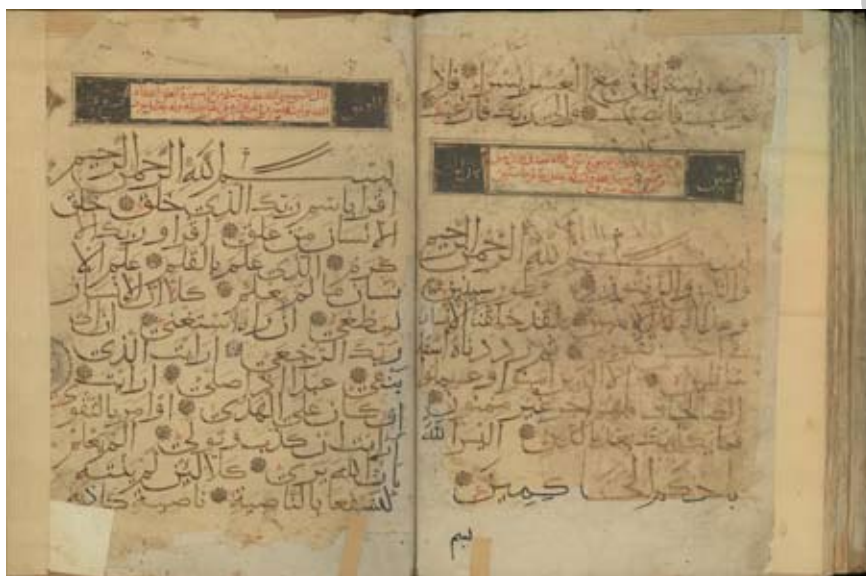 العسر يسرا ان مع العسر يسرا فاذا
فرغت فانصب والى ربك فارغب
والتين
بسم الله الرحمن الرحيم
والتين والزيتون وطور سينين
وهذا البلد الامين لقد خلقنا الانسان
في احسن تقويم ثم رددناه اسفل
سافلين الا الذين امنوا وعملوا
الصالحات فلهم اجر غير ممنون
فما يكذبك بعد بالدين اليس الله
باحكم الحاكمين
بسم
بسم الله الرحمن الرحيم
اقرا باسم ربك الذي خلق خلق
الانسان من علق اقرا وربك الا
كرم الذي علم بالقلم علم الا
نسان ما لم يعلم كلا ان الانسان
ليطغى ان راه استغنى ان الى
ربك الرجعى ارايت الذي
ينهى عبدا اذا صلى ارايت
ان كان على الهدى او امر بالتقوى
ارايت ان كذب وتولى الم يعلم
بان الله يرى كلا لئن لم ينته
لنسفعا بالناصية ناصية كاذبة